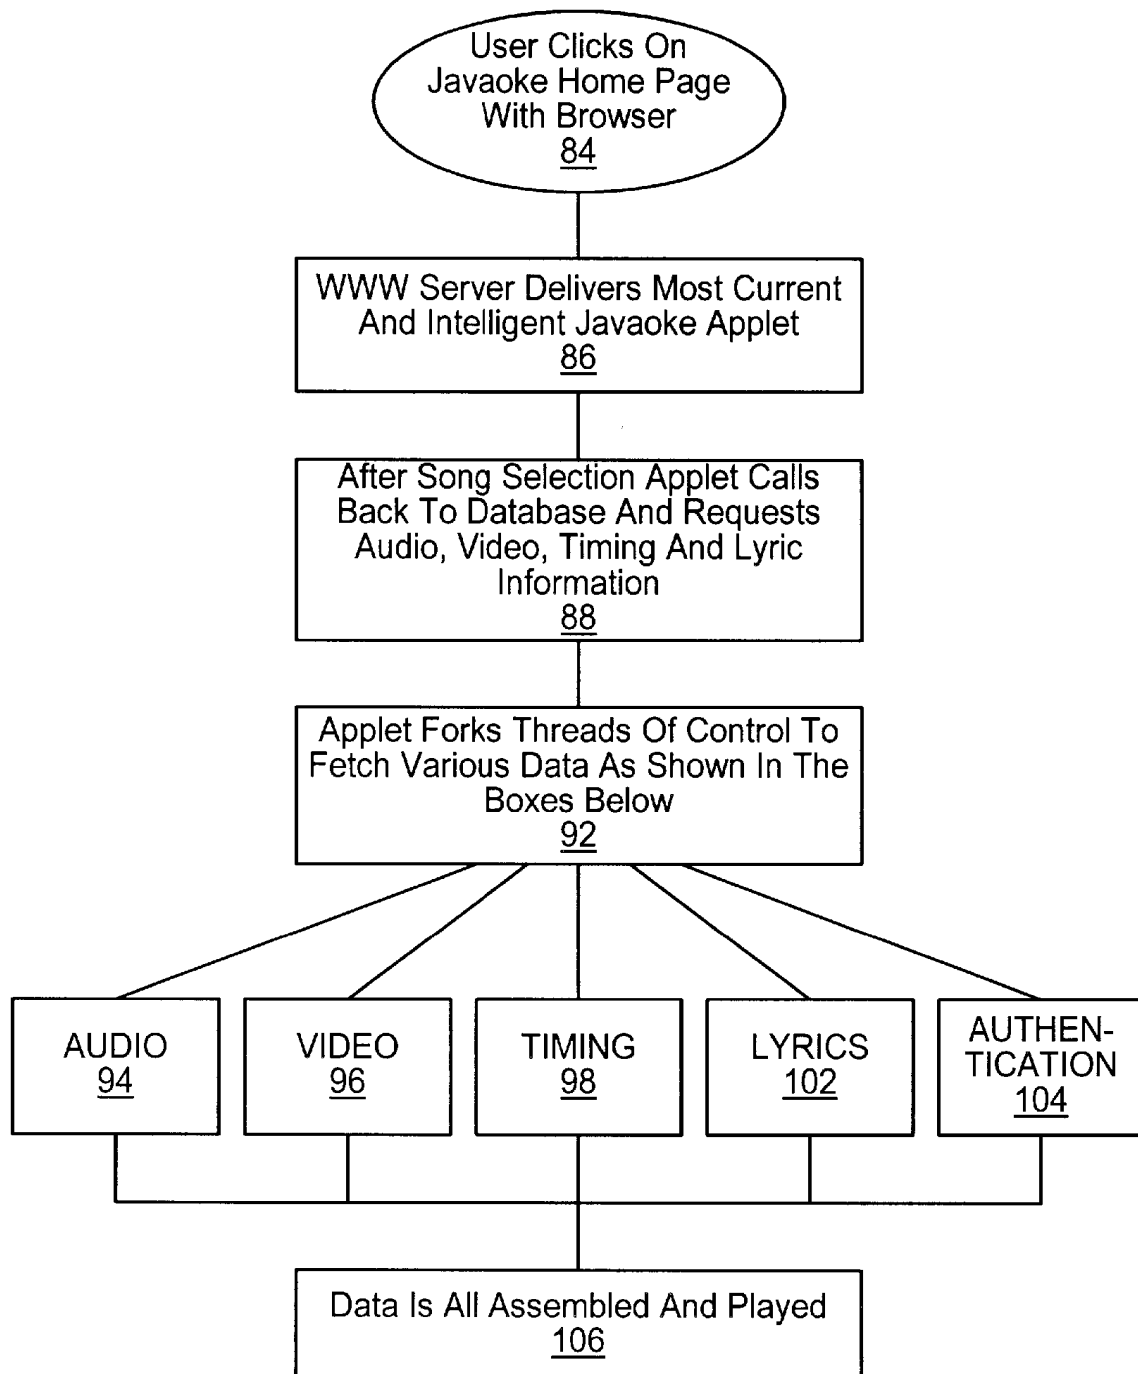 User Clicks On
Javaoke Home Page
With Browser
84
WWW Server Delivers Most Current
And Intelligent Javaoke Applet
86
After Song Selection Applet Calls
Back To Database And Requests
Audio, Video, Timing And Lyric
Information
88
Applet Forks Threads Of Control To
Fetch Various Data As Shown In The
Boxes Below
92
AUDIO
94
VIDEO
96
TIMING
98
LYRICS
102
AUTHEN-
TICATION
104
Data Is All Assembled And Played
106